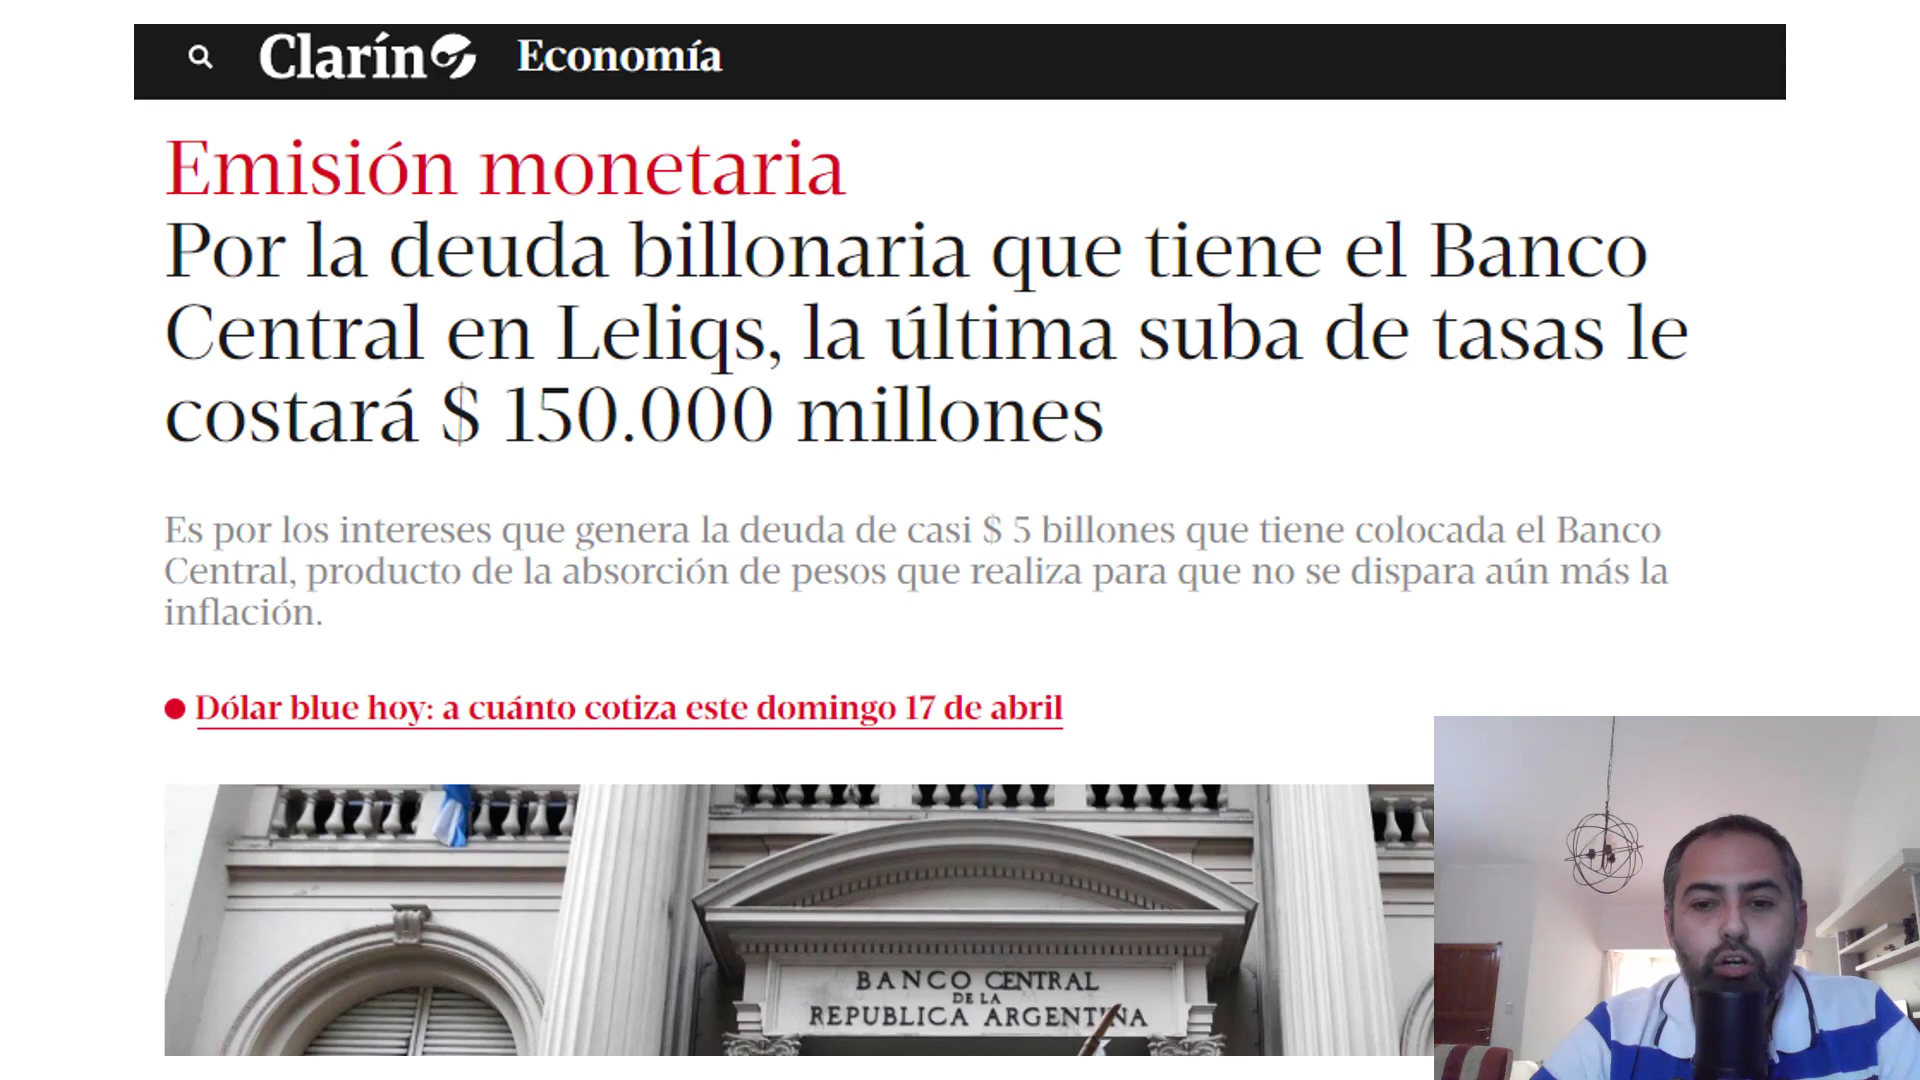 Clarín Economía
Emisión monetaria
Por la deuda billonaria que tiene el Banco
Central en Leliqs, la última suba de tasas le
costará $ 150.000 millones
Es por los intereses que genera la deuda de casi $ 5 billones que tiene colocada el Banco
Central, producto de la absorción de pesos que realiza para que no se dispara aún más la
inflación.
Dólar blue hoy: a cuánto cotiza este domingo 17 de abril
BANCO CENTRAL
DE LA
REPUBLICA ARGENTINA